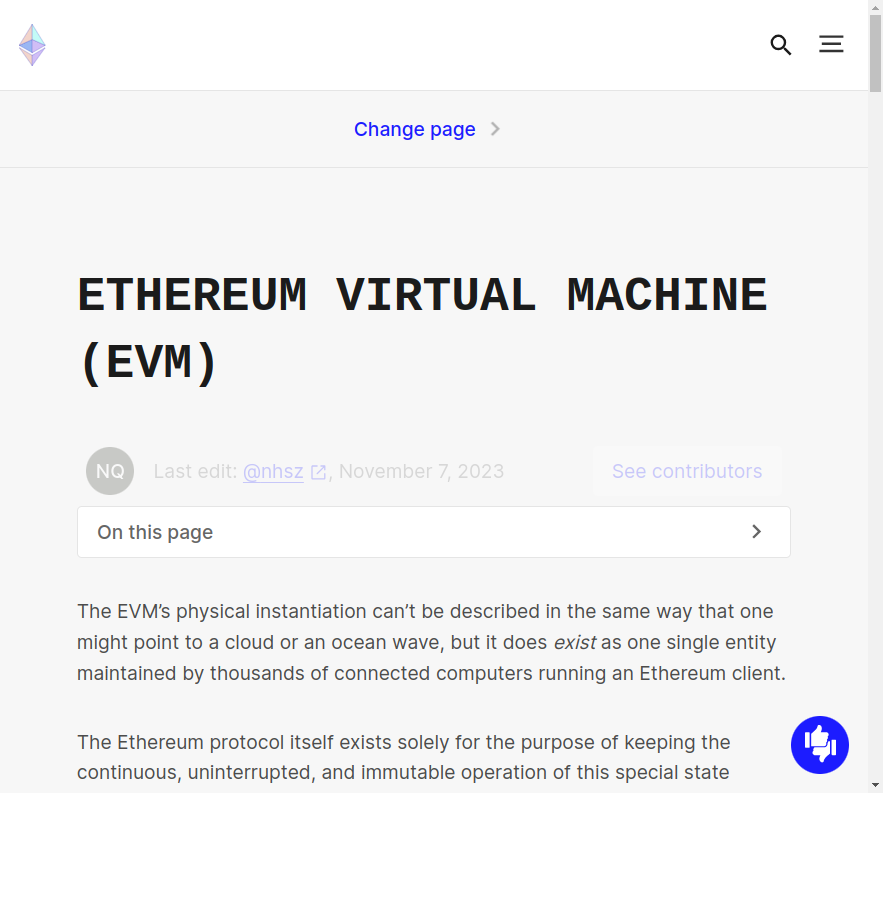 Change page
ETHEREUM VIRTUAL MACHINE
(EVM)
NQ Last edit: @nhsz, November 7, 2023 See contributors
On this page
The EVM’s physical instantiation can’t be described in the same way that one
might point to a cloud or an ocean wave, but it does exist as one single entity
maintained by thousands of connected computers running an Ethereum client.
The Ethereum protocol itself exists solely for the purpose of keeping the
continuous, uninterrupted, and immutable operation of this special state